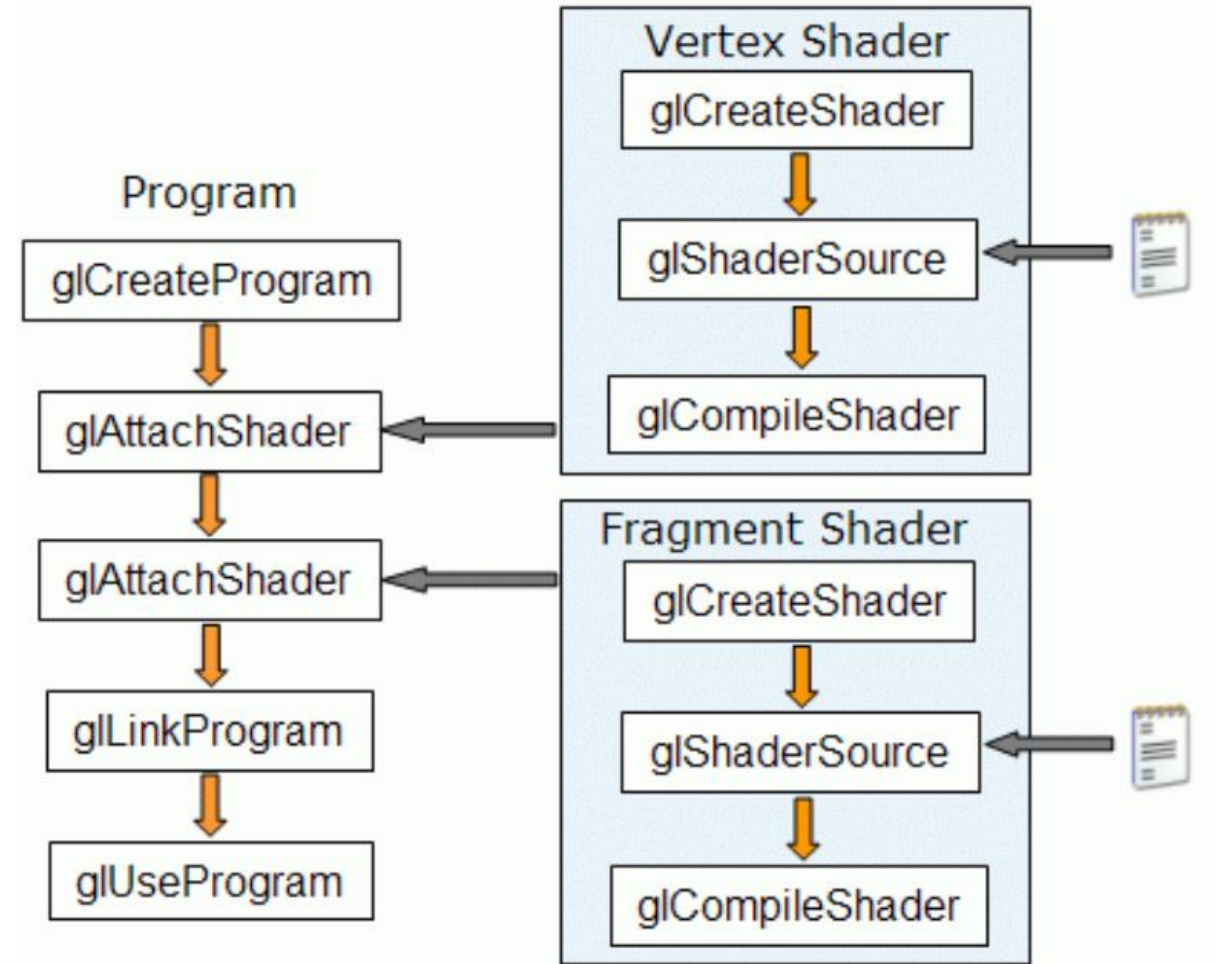 Program
glCreateProgram
glAttachShader
glAttachShader
glLinkProgram
glUseProgram
Vertex Shader
glCreateShader
glShaderSource
glCompileShader
Fragment Shader
glCreateShader
glShaderSource
glCompileShader